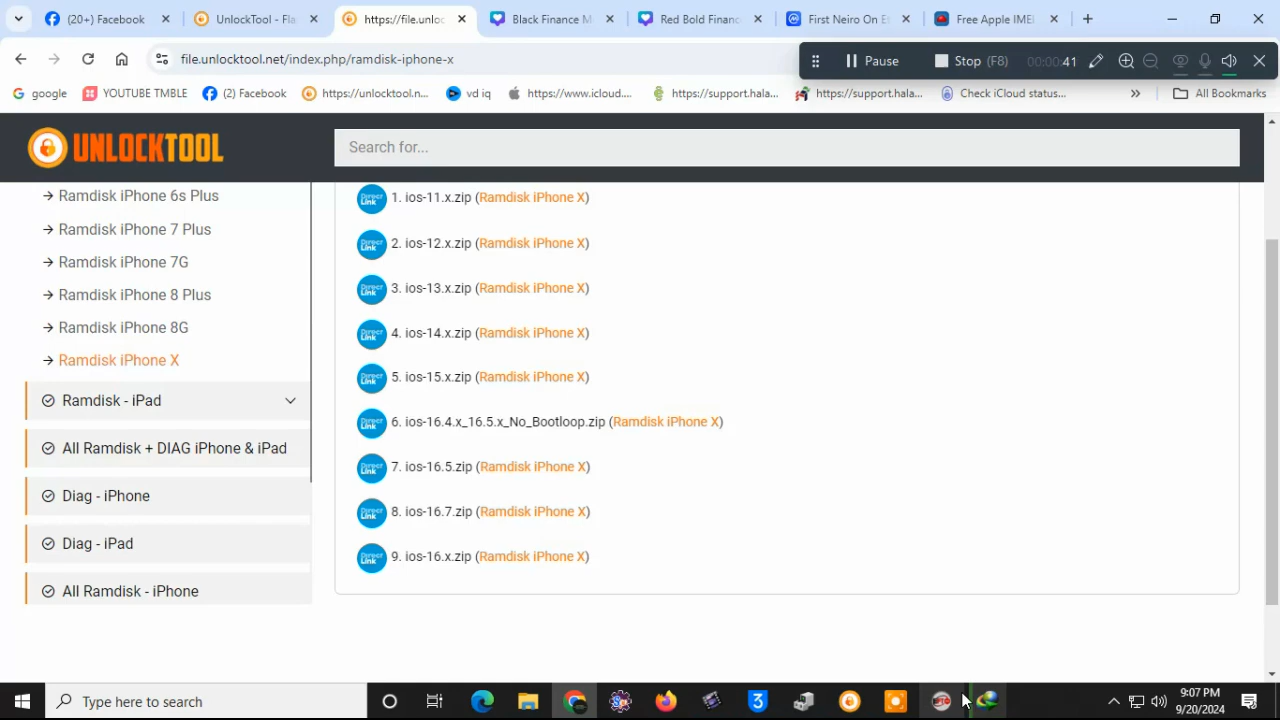 (20+) Facebook
UnlockTool - Fla
https://file.unloc
Black Finance M
Red Bold Financ
First Neiro On E
Free Apple IMEI
file.unlocktool.net/index.php/ramdisk-iphone-x
Pause
Stop (F8)
00:00:41
google
YOUTUBE TMBLE
(2) Facebook
https://unlocktool.n...
vd iq
https://www.icloud....
https://support.hala...
https://support.hala...
Check iCloud status...
All Bookmarks
UNLOCKTOOL
Search for...
Ramdisk iPhone 6s Plus
Ramdisk iPhone 7 Plus
Ramdisk iPhone 7G
Ramdisk iPhone 8 Plus
Ramdisk iPhone 8G
Ramdisk iPhone X
Ramdisk - iPad
All Ramdisk + DIAG iPhone & iPad
Diag - iPhone
Diag - iPad
All Ramdisk - iPhone
1. ios-11.x.zip (Ramdisk iPhone X)
2. ios-12.x.zip (Ramdisk iPhone X)
3. ios-13.x.zip (Ramdisk iPhone X)
4. ios-14.x.zip (Ramdisk iPhone X)
5. ios-15.x.zip (Ramdisk iPhone X)
6. ios-16.4.x_16.5.x_No_Bootloop.zip (Ramdisk iPhone X)
7. ios-16.5.zip (Ramdisk iPhone X)
8. ios-16.7.zip (Ramdisk iPhone X)
9. ios-16.x.zip (Ramdisk iPhone X)
Type here to search
9:07 PM
9/20/2024